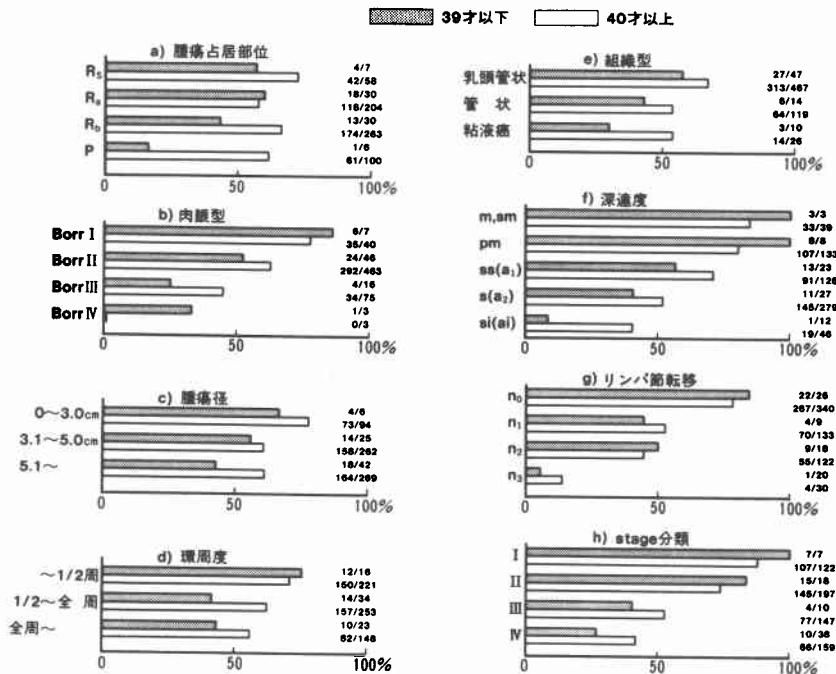 39才以下 40才以上
a) 腫瘍占居部位
Rs 4/7
42/58
Ra 18/30
116/204
Rb 13/30
174/263
P 1/6
61/100
0 50 100%
b) 肉眼型
Borr I 6/7
35/40
Borr II 24/46
292/463
Borr III 4/16
34/75
Borr IV 1/3
0/3
0 50 100%
c) 腫瘍径
0〜3.0cm 4/6
73/94
3.1〜5.0cm 14/25
158/262
5.1〜 18/42
164/269
0 50 100%
d) 環周度
〜1/2周 12/16
150/221
1/2〜全周 14/34
157/253
全周〜 10/23
82/148
0 50 100%
e) 組織型
乳頭管状 27/47
313/467
管状 6/14
64/119
粘液癌 3/10
14/26
0 50 100%
f) 深達度
m,sm 3/3
33/39
pm 8/8
107/133
ss(a₁) 13/23
91/128
s(a₂) 11/27
145/279
si(ai) 1/12
19/46
0 50 100%
g) リンパ節転移
n₀ 22/26
267/340
n₁ 4/9
70/133
n₂ 9/18
55/122
n₃ 1/20
4/30
0 50 100%
h) stage分類
I 7/7
107/122
II 15/18
145/197
III 4/10
77/147
IV 10/38
66/159
0 50 100%